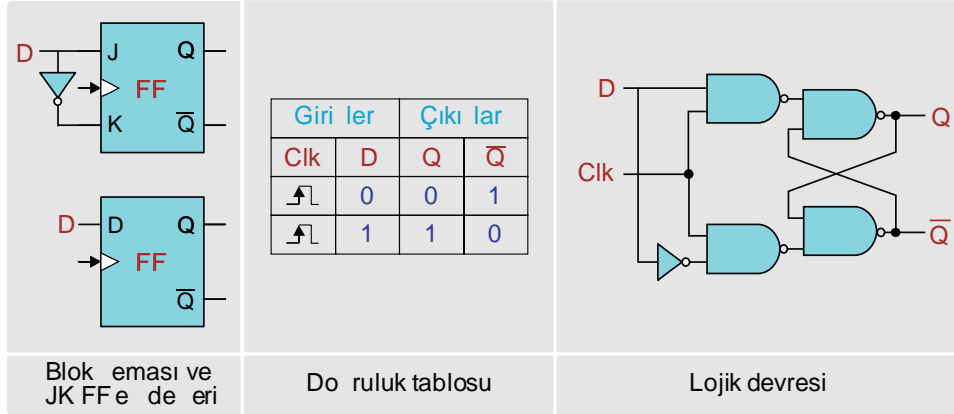 D J Q
FF
K Q
D D Q
FF
Q
Blok eması ve
JK FF e de eri
Giri ler Çıkı lar
Clk D Q Q
0 0 1
1 1 0
Do ruluk tablosu
D
Q
Clk
Q
Lojik devresi